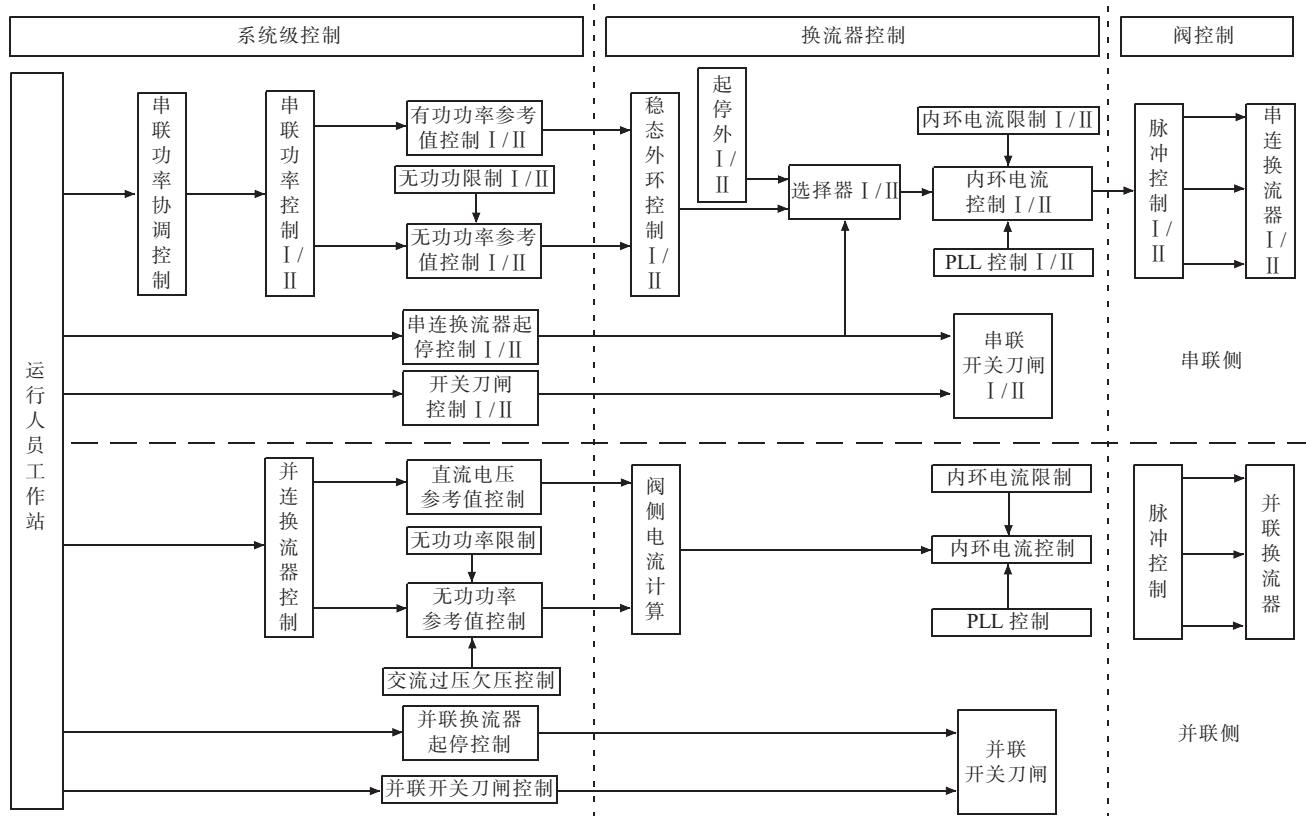 系统级控制
换流器控制
阀控制
运行人员工作站
串联功率协调控制
串联功率控制Ⅰ/Ⅱ
有功功率参考
值控制Ⅰ/Ⅱ
无功功限制Ⅰ/Ⅱ
无功功率参考
值控制Ⅰ/Ⅱ
稳态外环控制Ⅰ/Ⅱ
起停外Ⅰ/Ⅱ
选择器Ⅰ/Ⅱ
内环电流限制Ⅰ/Ⅱ
内环电流
控制Ⅰ/Ⅱ
PLL 控制Ⅰ/Ⅱ
脉冲控制Ⅰ/Ⅱ
串连换流器Ⅰ/Ⅱ
串连换流器起
停控制Ⅰ/Ⅱ
开关刀闸
控制Ⅰ/Ⅱ
串联
开关刀闸
Ⅰ/Ⅱ
串联侧
并连换流器控制
直流电压
参考值控制
无功功率限制
无功功率
参考值控制
交流过压欠压控制
阀侧电流计算
内环电流限制
内环电流控制
PLL 控制
脉冲控制
并联换流器
并联换流器
起停控制
并联开关刀闸控制
并联
开关刀闸
并联侧